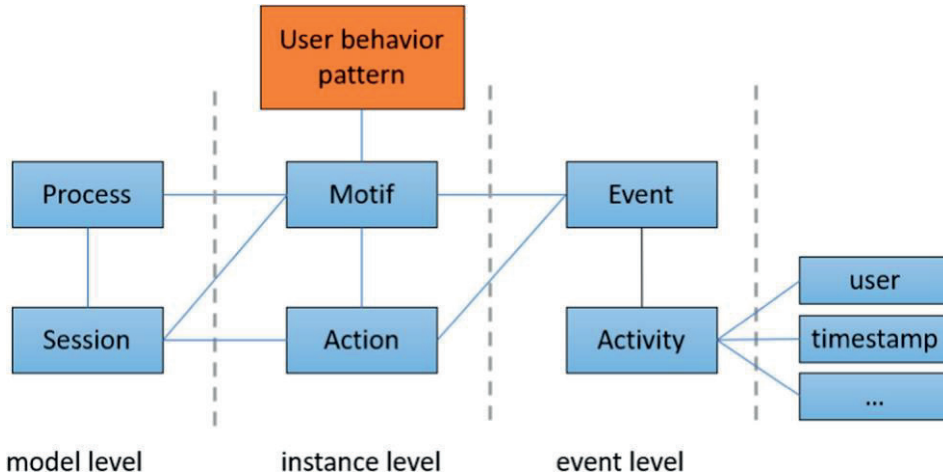 User behavior
pattern
Process
Motif
Event
Session
Action
Activity
user
timestamp
...
model level
instance level
event level